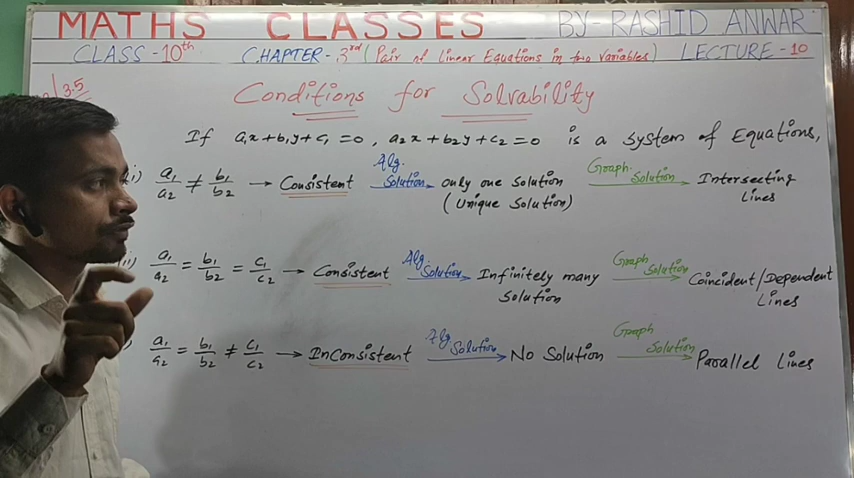 MATHS CLASSES BY-RASHID ANWAR
CLASS-10th CHAPTER-3rd (Pair of Linear Equations in two Variables) LECTURE-10
3.5
Conditions for Solvability
If a₁x+b₁y+c₁=0, a₂x+b₂y+c₂=0 is a system of Equations,
i) a₁/a₂ ≠ b₁/b₂ → Consistent Alg. Solution → only one Solution (Unique Solution) Graph. Solution → Intersecting Lines
ii) a₁/a₂ = b₁/b₂ = c₁/c₂ → Consistent Alg. Solution → Infinitely many Solution Graph Solution → Coincident/Dependent Lines
a₁/a₂ = b₁/b₂ ≠ c₁/c₂ → InConsistent Alg Solution → No Solution Graph Solution → Parallel Lines